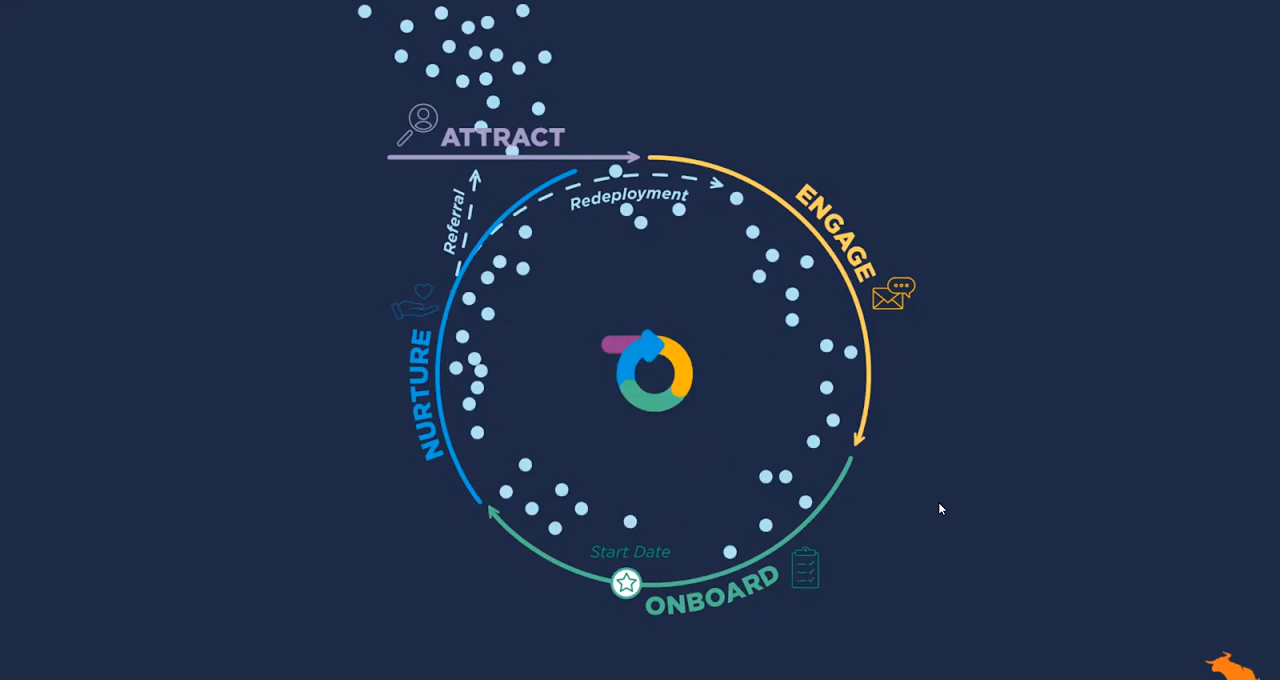 ATTRACT
Referral
Redeployment
ENGAGE
NURTURE
Start Date
ONBOARD